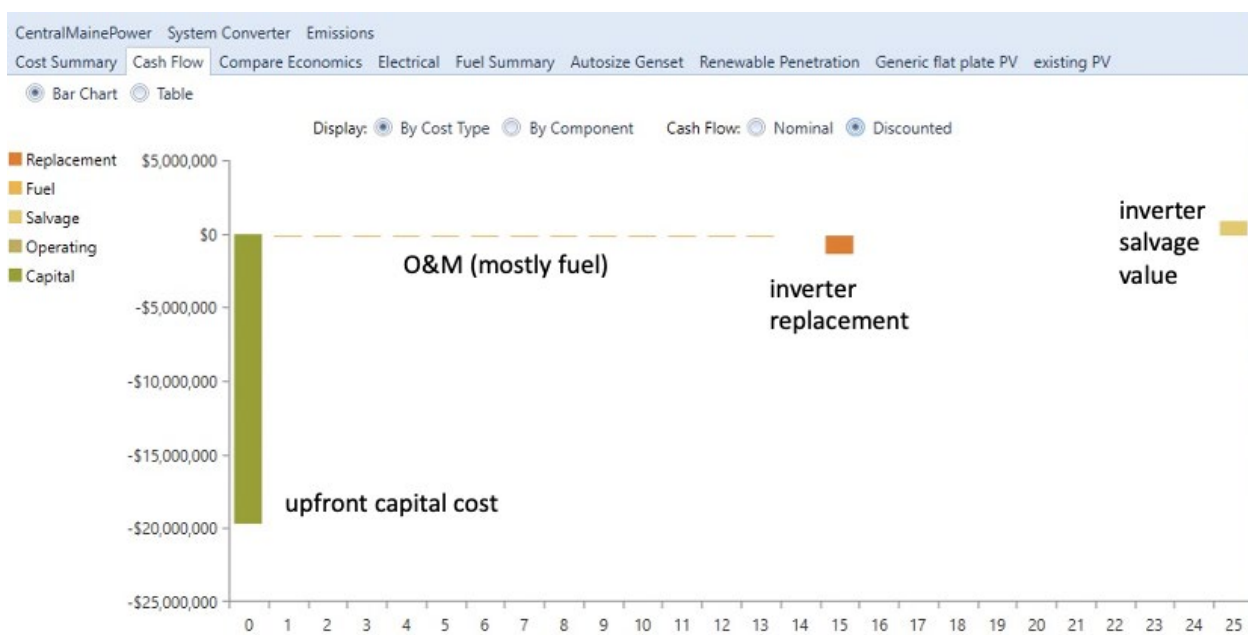 CentralMainePower System Converter Emissions
Cost Summary Cash Flow Compare Economics Electrical Fuel Summary Autosize Genset Renewable Penetration Generic flat plate PV existing PV
Bar Chart Table
Display: By Cost Type By Component Cash Flow: Nominal Discounted
Replacement
Fuel
Salvage
Operating
Capital
$5,000,000
$0
-$5,000,000
-$10,000,000
-$15,000,000
-$20,000,000
-$25,000,000
O&M (mostly fuel)
inverter
replacement
inverter
salvage
value
upfront capital cost
0 1 2 3 4 5 6 7 8 9 10 11 12 13 14 15 16 17 18 19 20 21 22 23 24 25